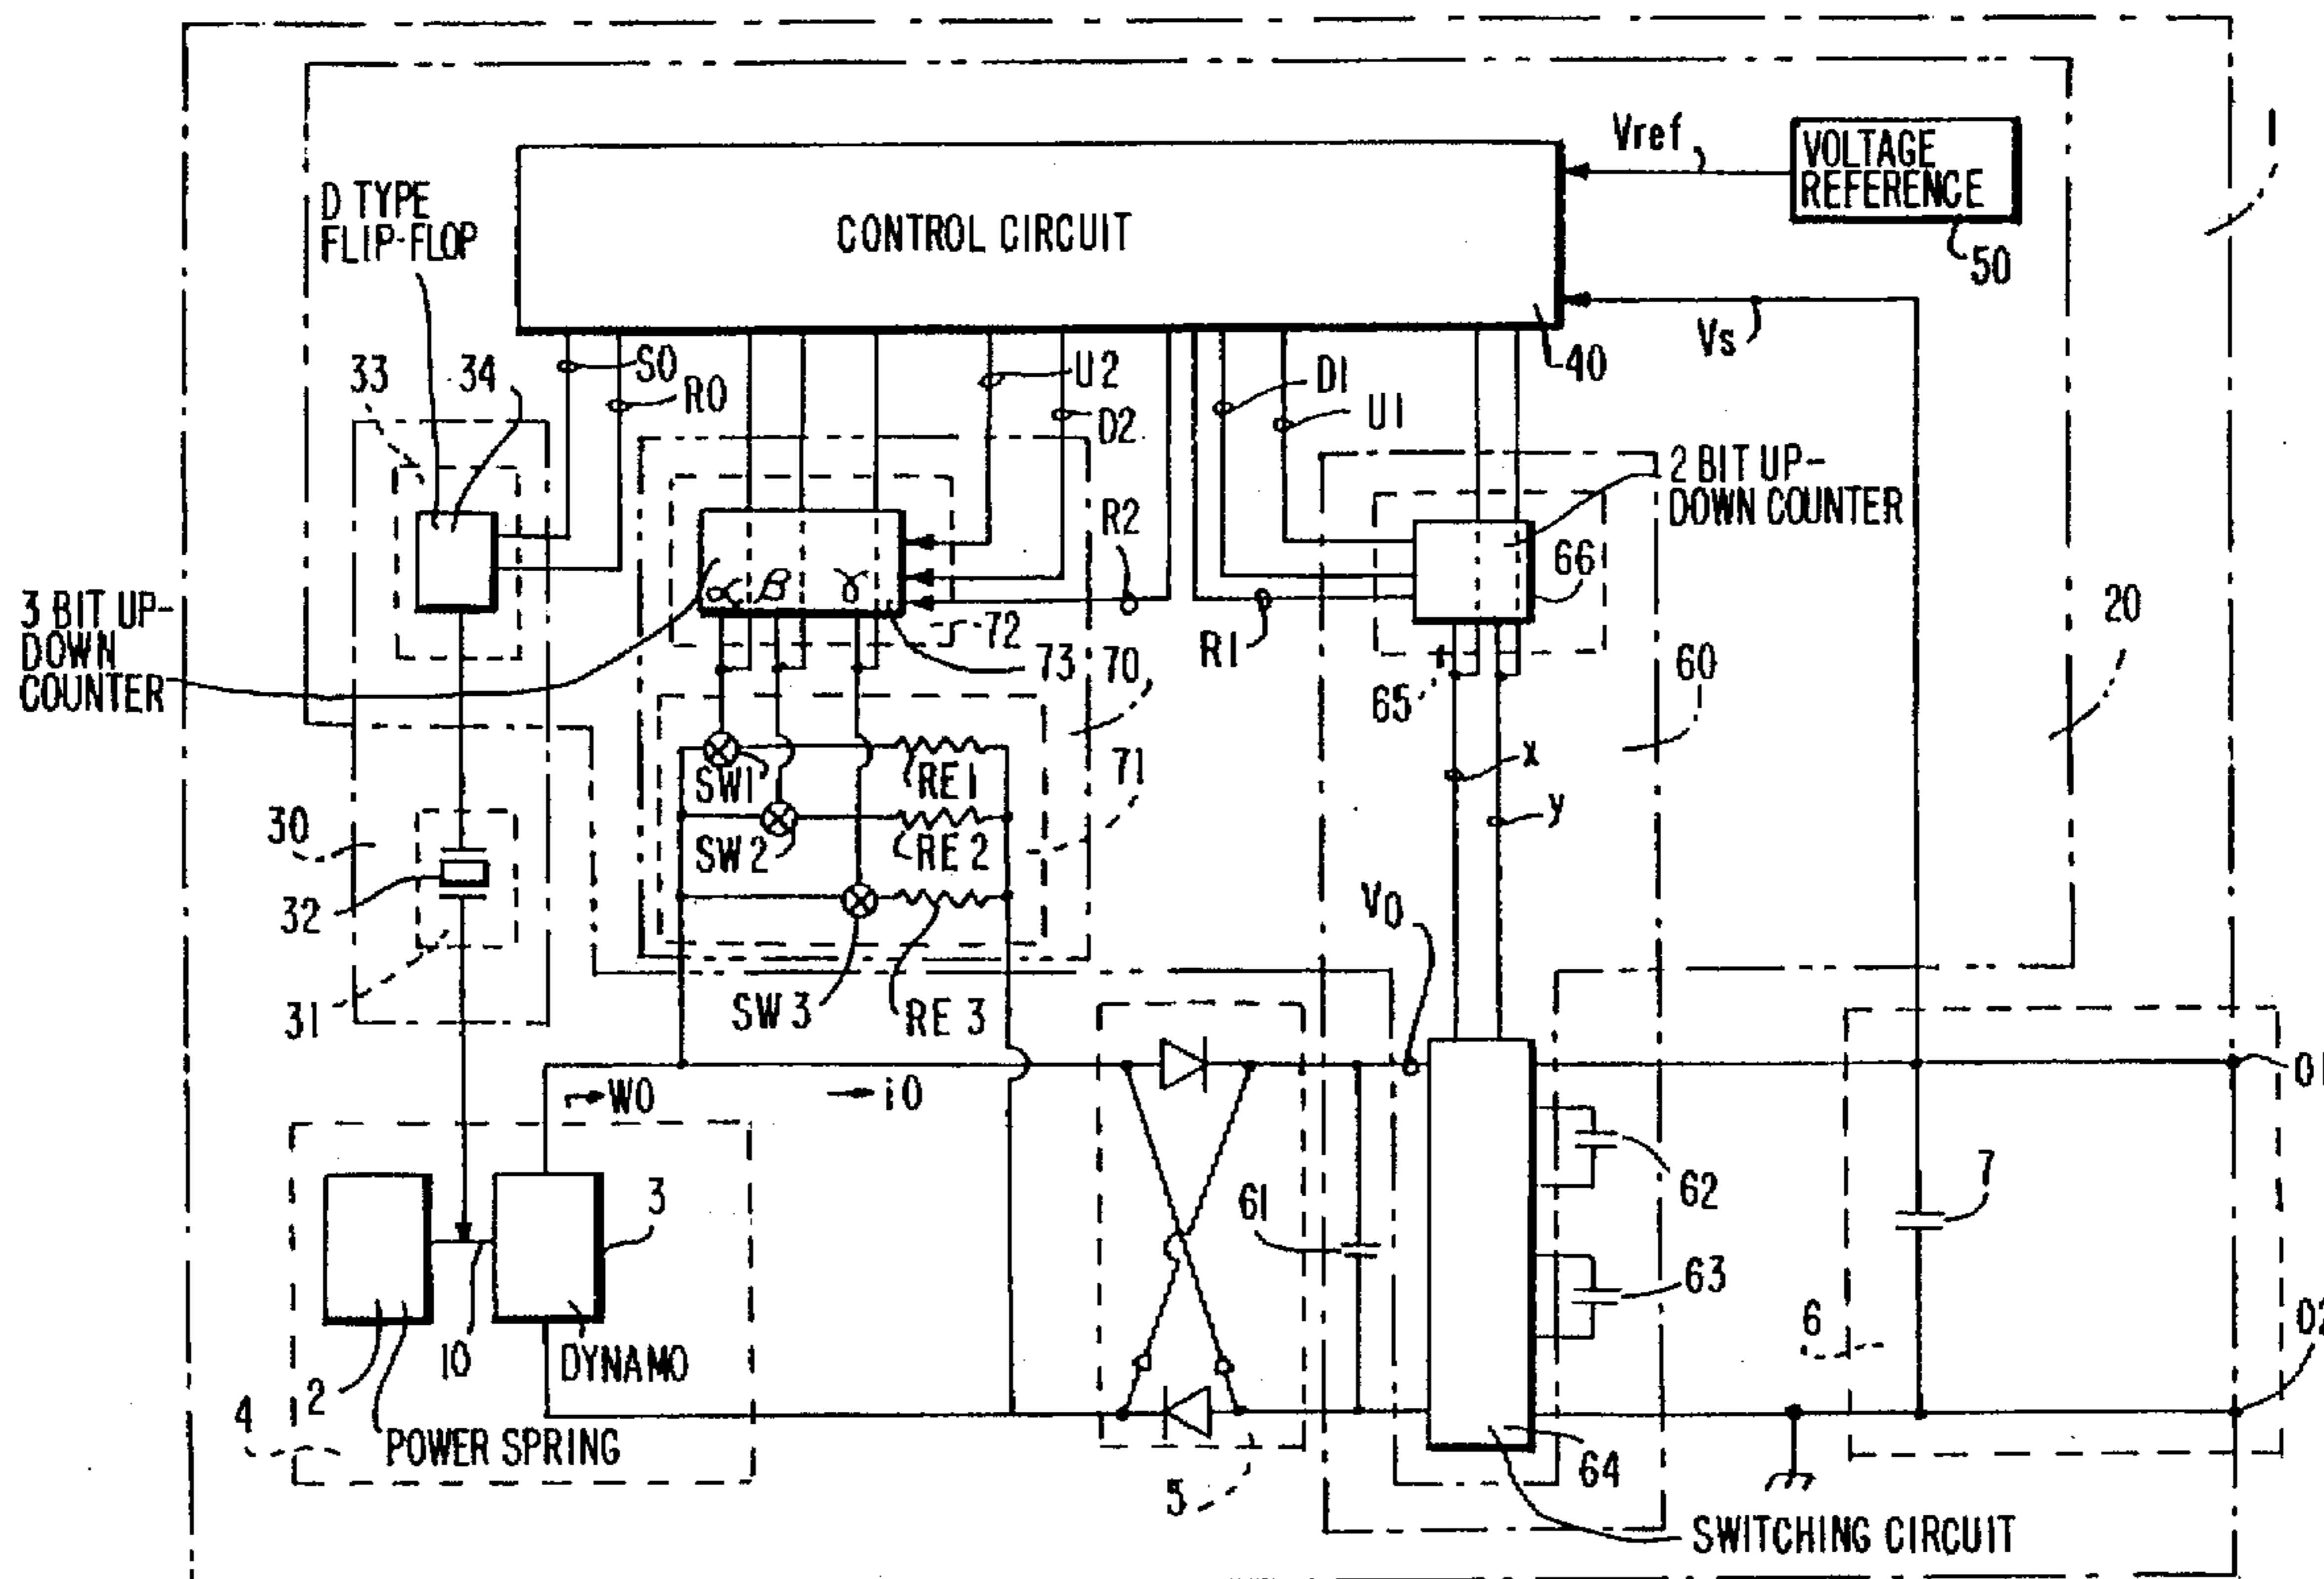 Vref
VOLTAGE
REFERENCE
1
D TYPE
FLIP-FLOP
CONTROL CIRCUIT
50
33
34
S0
R0
U2
D2
D1
U1
Vs
40
2 BIT UP-
DOWN COUNTER
R2
66
3 BIT UP-
DOWN
COUNTER
α
β
γ
72
73
70
R1
65
60
20
30
32
31
SW1
RE1
71
SW2
RE2
SW3
RE3
x
y
V0
W0
i0
01
3
61
62
7
63
6
02
10
DYNAMO
2
4
POWER SPRING
5
64
SWITCHING CIRCUIT